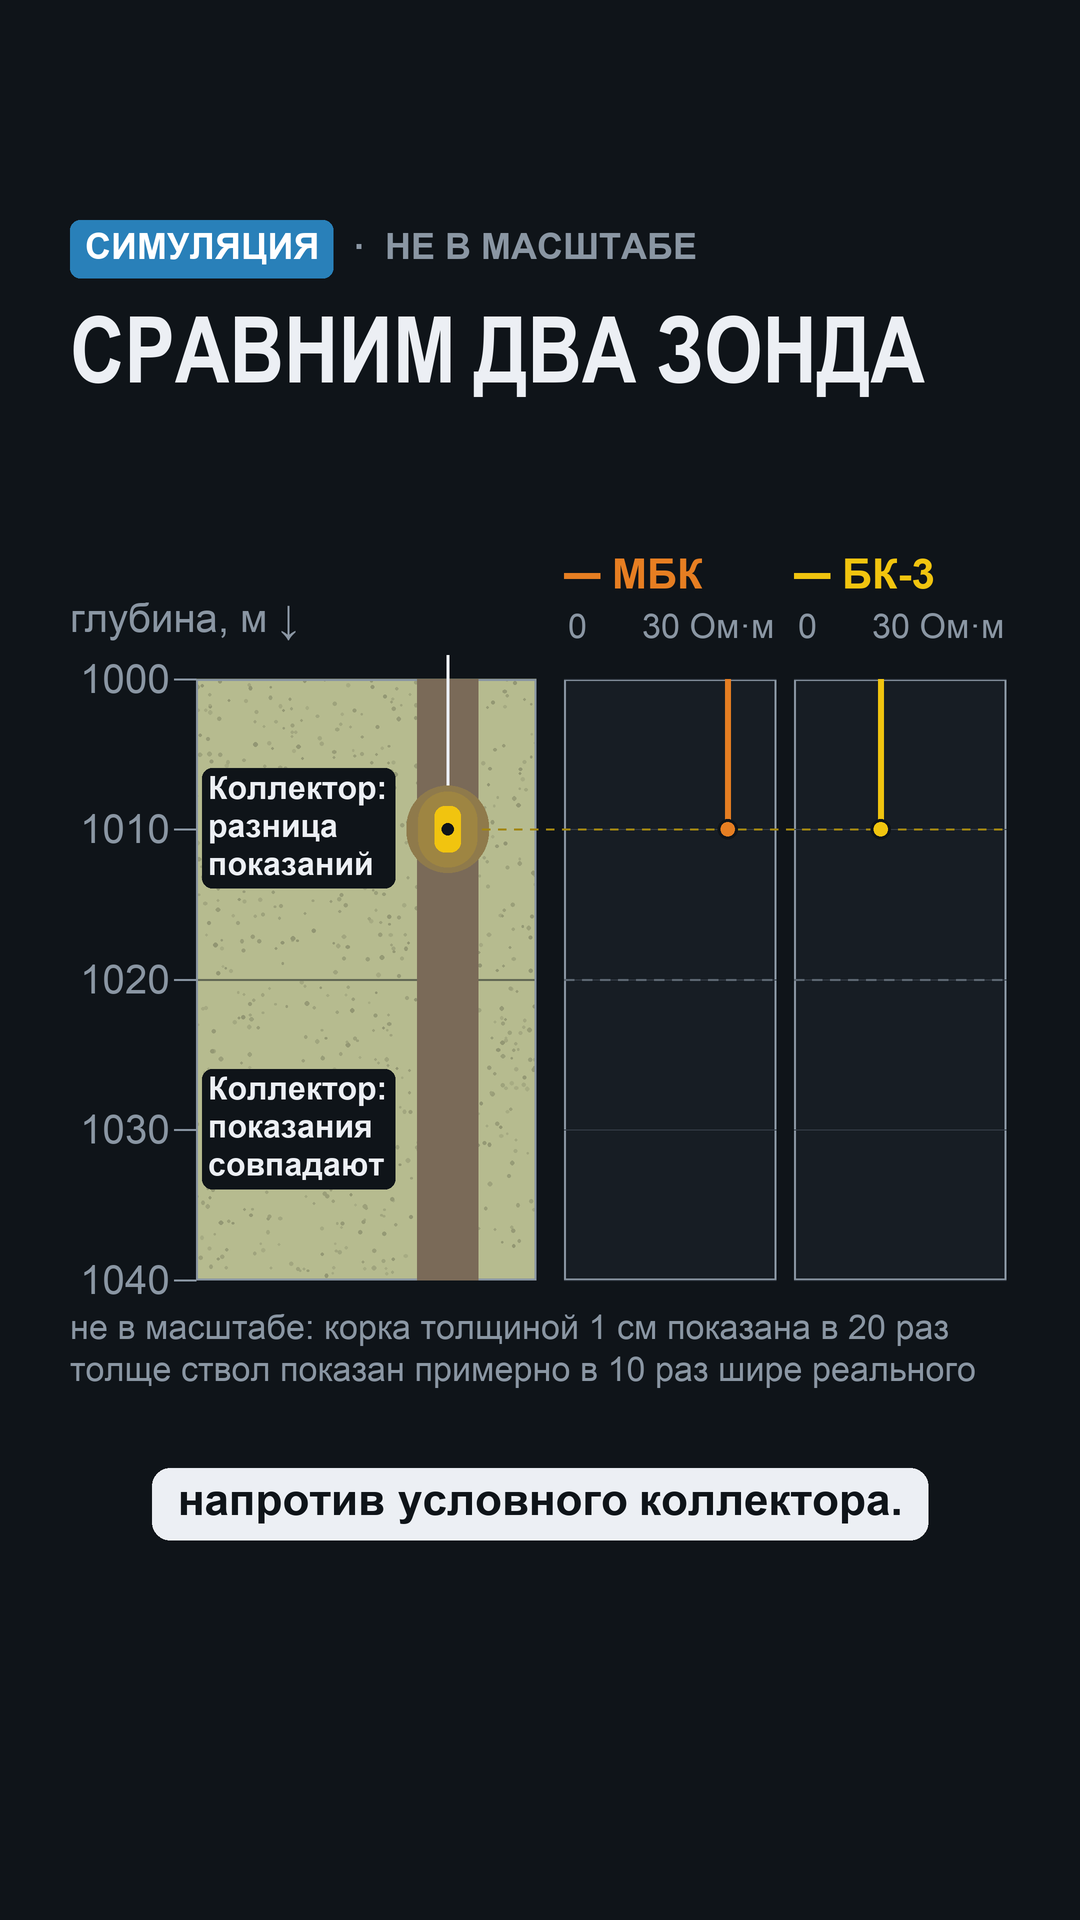 СИМУЛЯЦИЯ · НЕ В МАСШТАБЕ
СРАВНИМ ДВА ЗОНДА
МБК
БК-3
глубина, м ↓
0 30 Ом·м
0 30 Ом·м
1000
Коллектор:
разница
показаний
1010
1020
Коллектор:
показания
совпадают
1030
1040
не в масштабе: корка толщиной 1 см показана в 20 раз
толще ствол показан примерно в 10 раз шире реального
напротив условного коллектора.